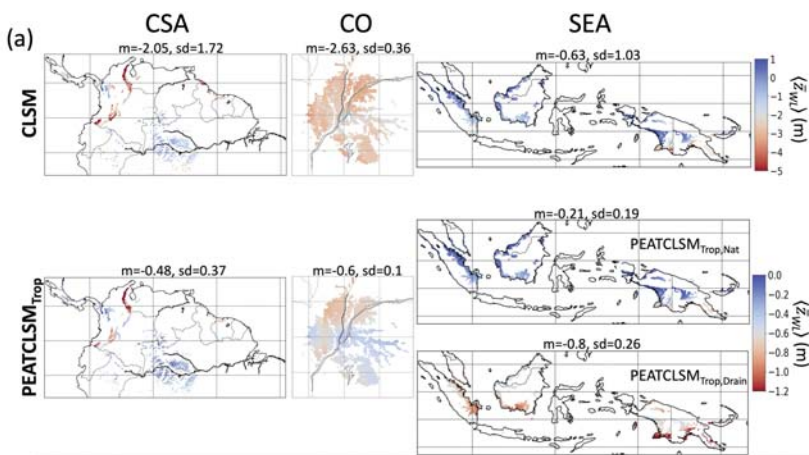 (a)
CSA
CO
SEA
m=-2.05, sd=1.72
m=-2.63, sd=0.36
m=-0.63, sd=1.03
CLSM
1
0
-1
-2
-3
-4
-5
⟨z̄WL⟩ (m)
m=-0.48, sd=0.37
m=-0.6, sd=0.1
m=-0.21, sd=0.19
PEATCLSMTrop
PEATCLSMTrop,Nat
0.0
-0.2
-0.4
-0.6
-0.8
-1.0
-1.2
⟨z̄WL⟩ (m)
m=-0.8, sd=0.26
PEATCLSMTrop,Drain